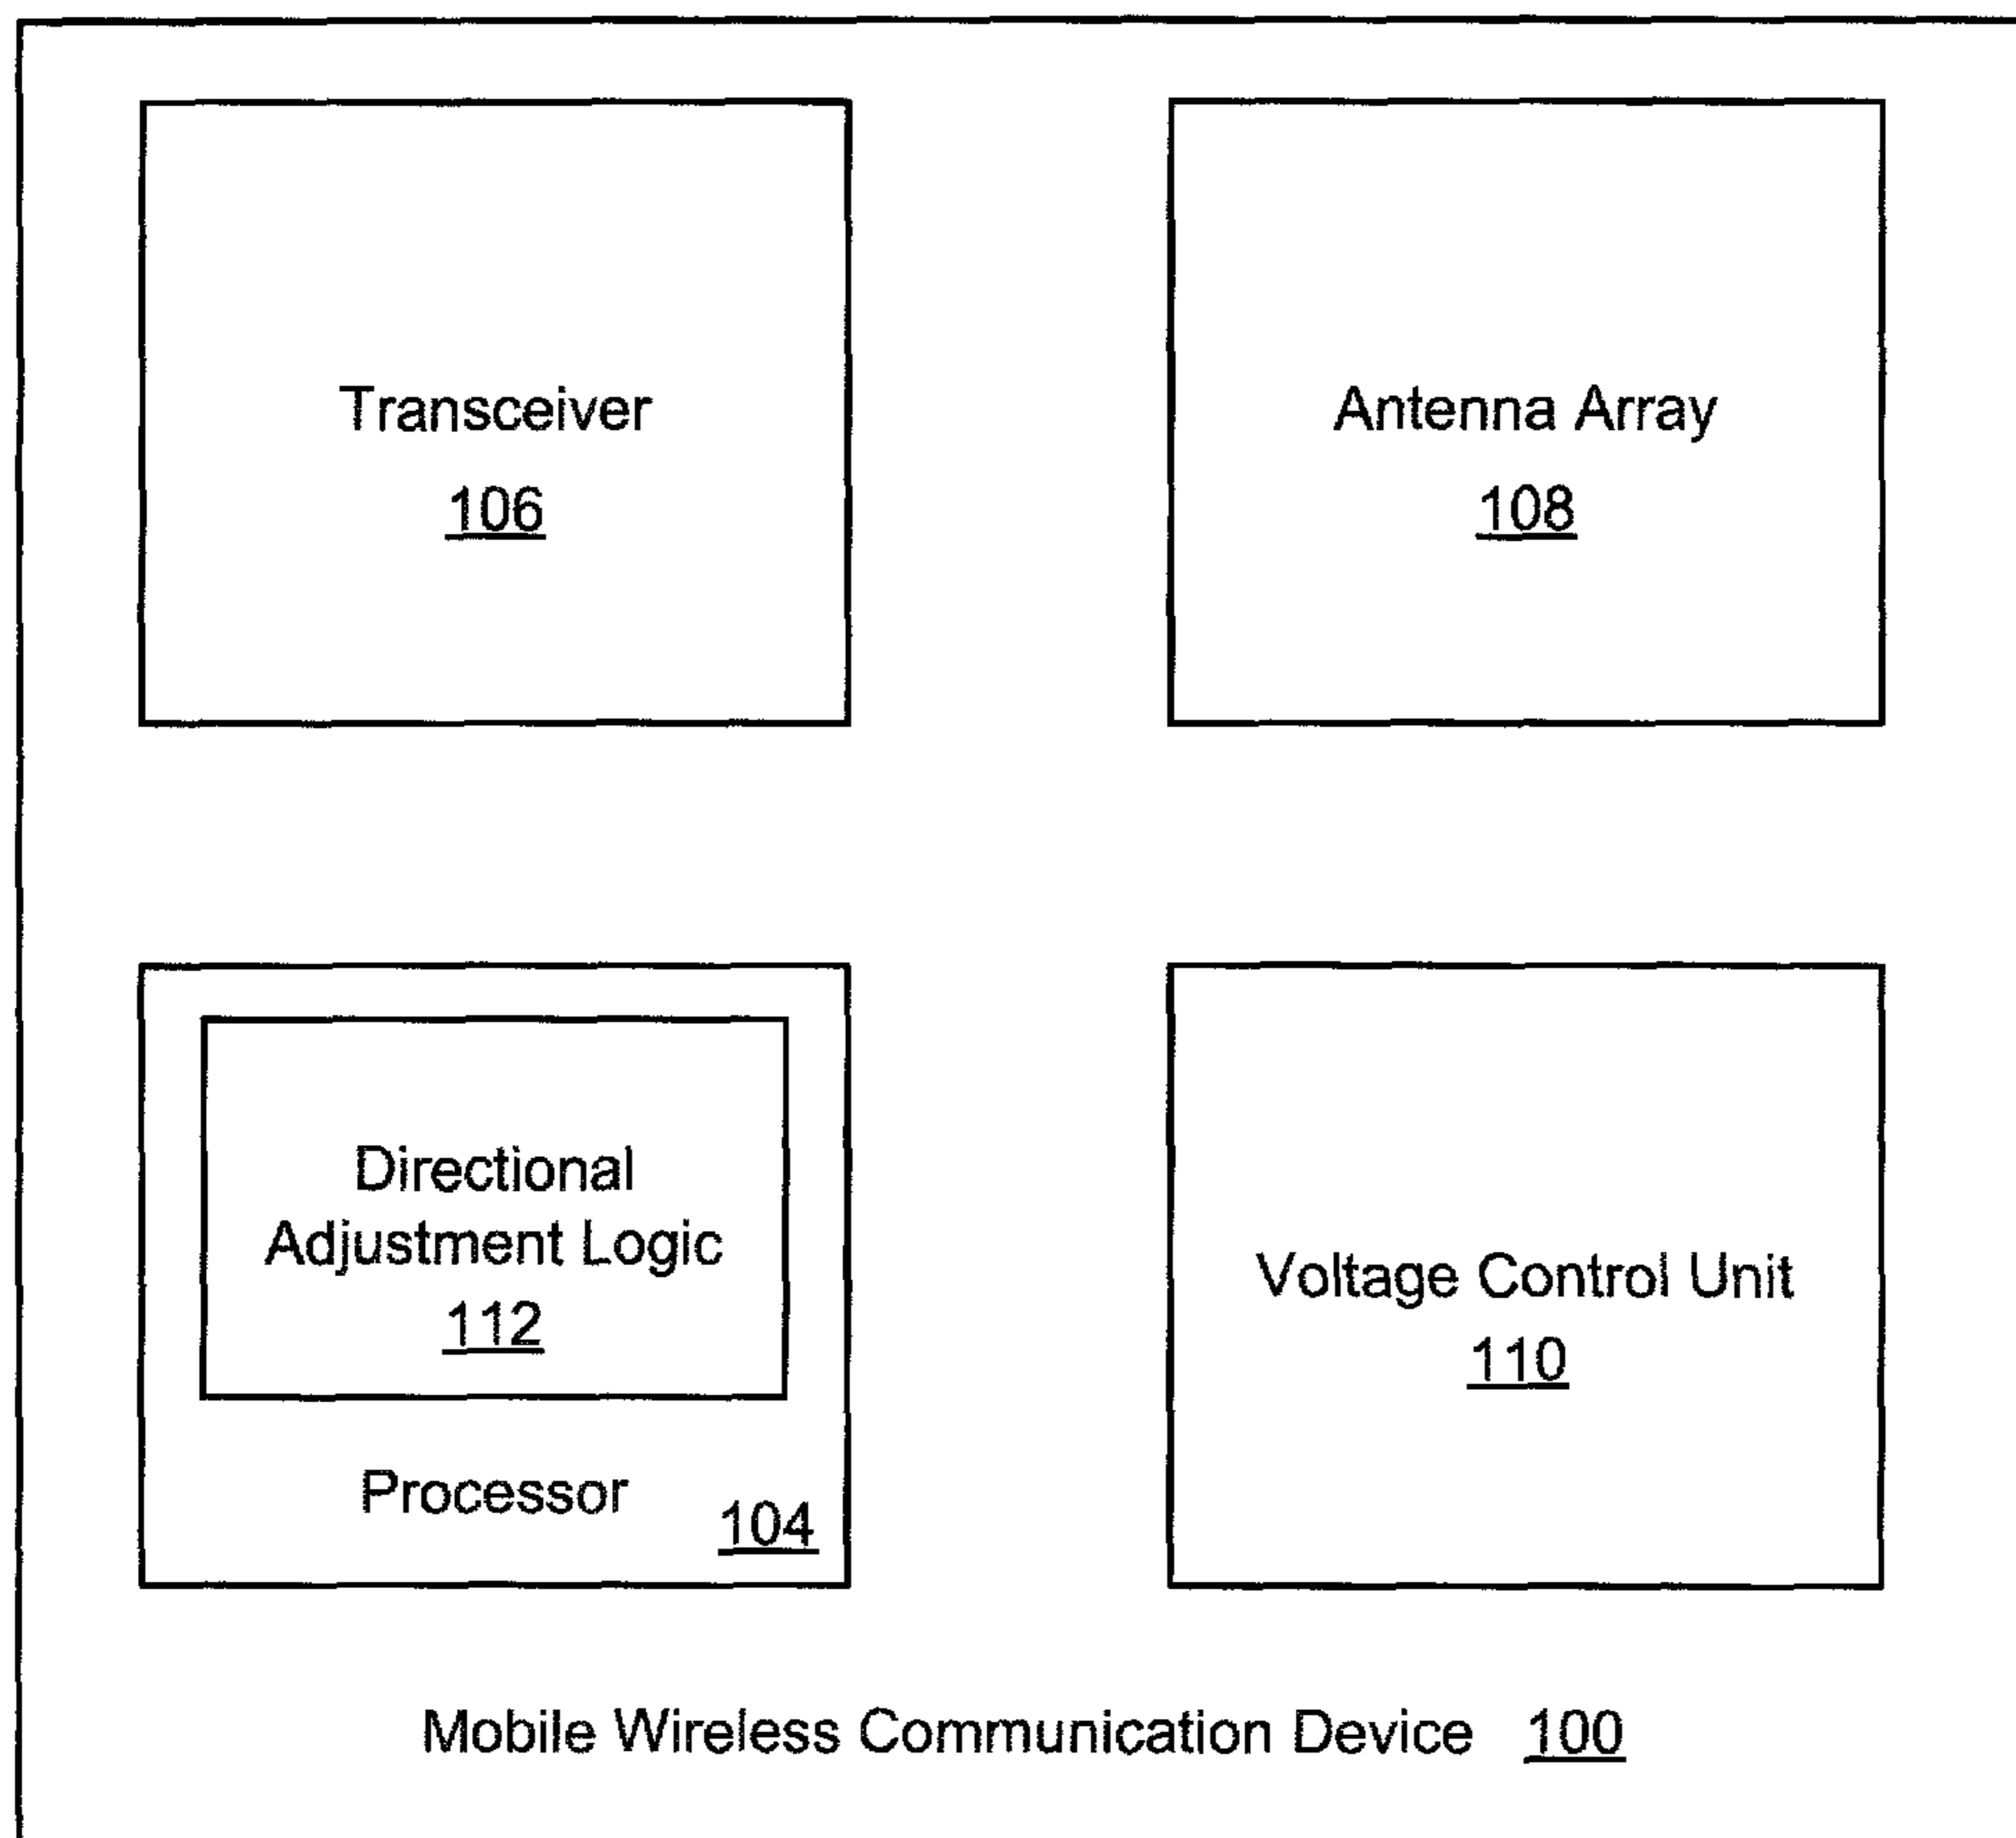 Transceiver
106
Antenna Array
108
Directional
Adjustment Logic
112
Processor
104
Voltage Control Unit
110
Mobile Wireless Communication Device 100